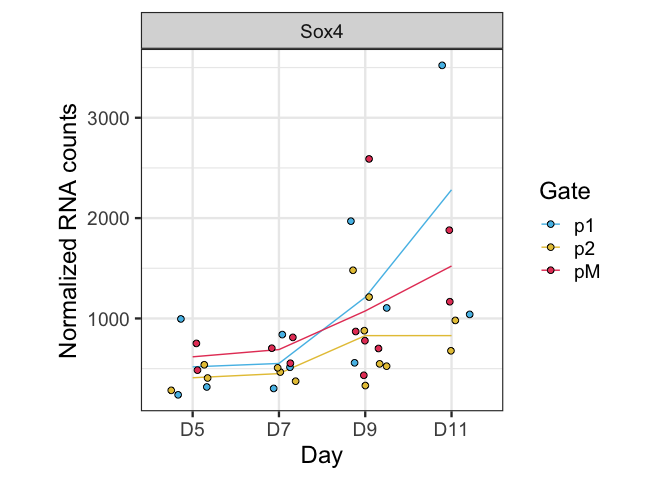 Sox4
Normalized RNA counts
3000
2000
1000
D5 D7 D9 D11
Day
Gate
p1
p2
pM